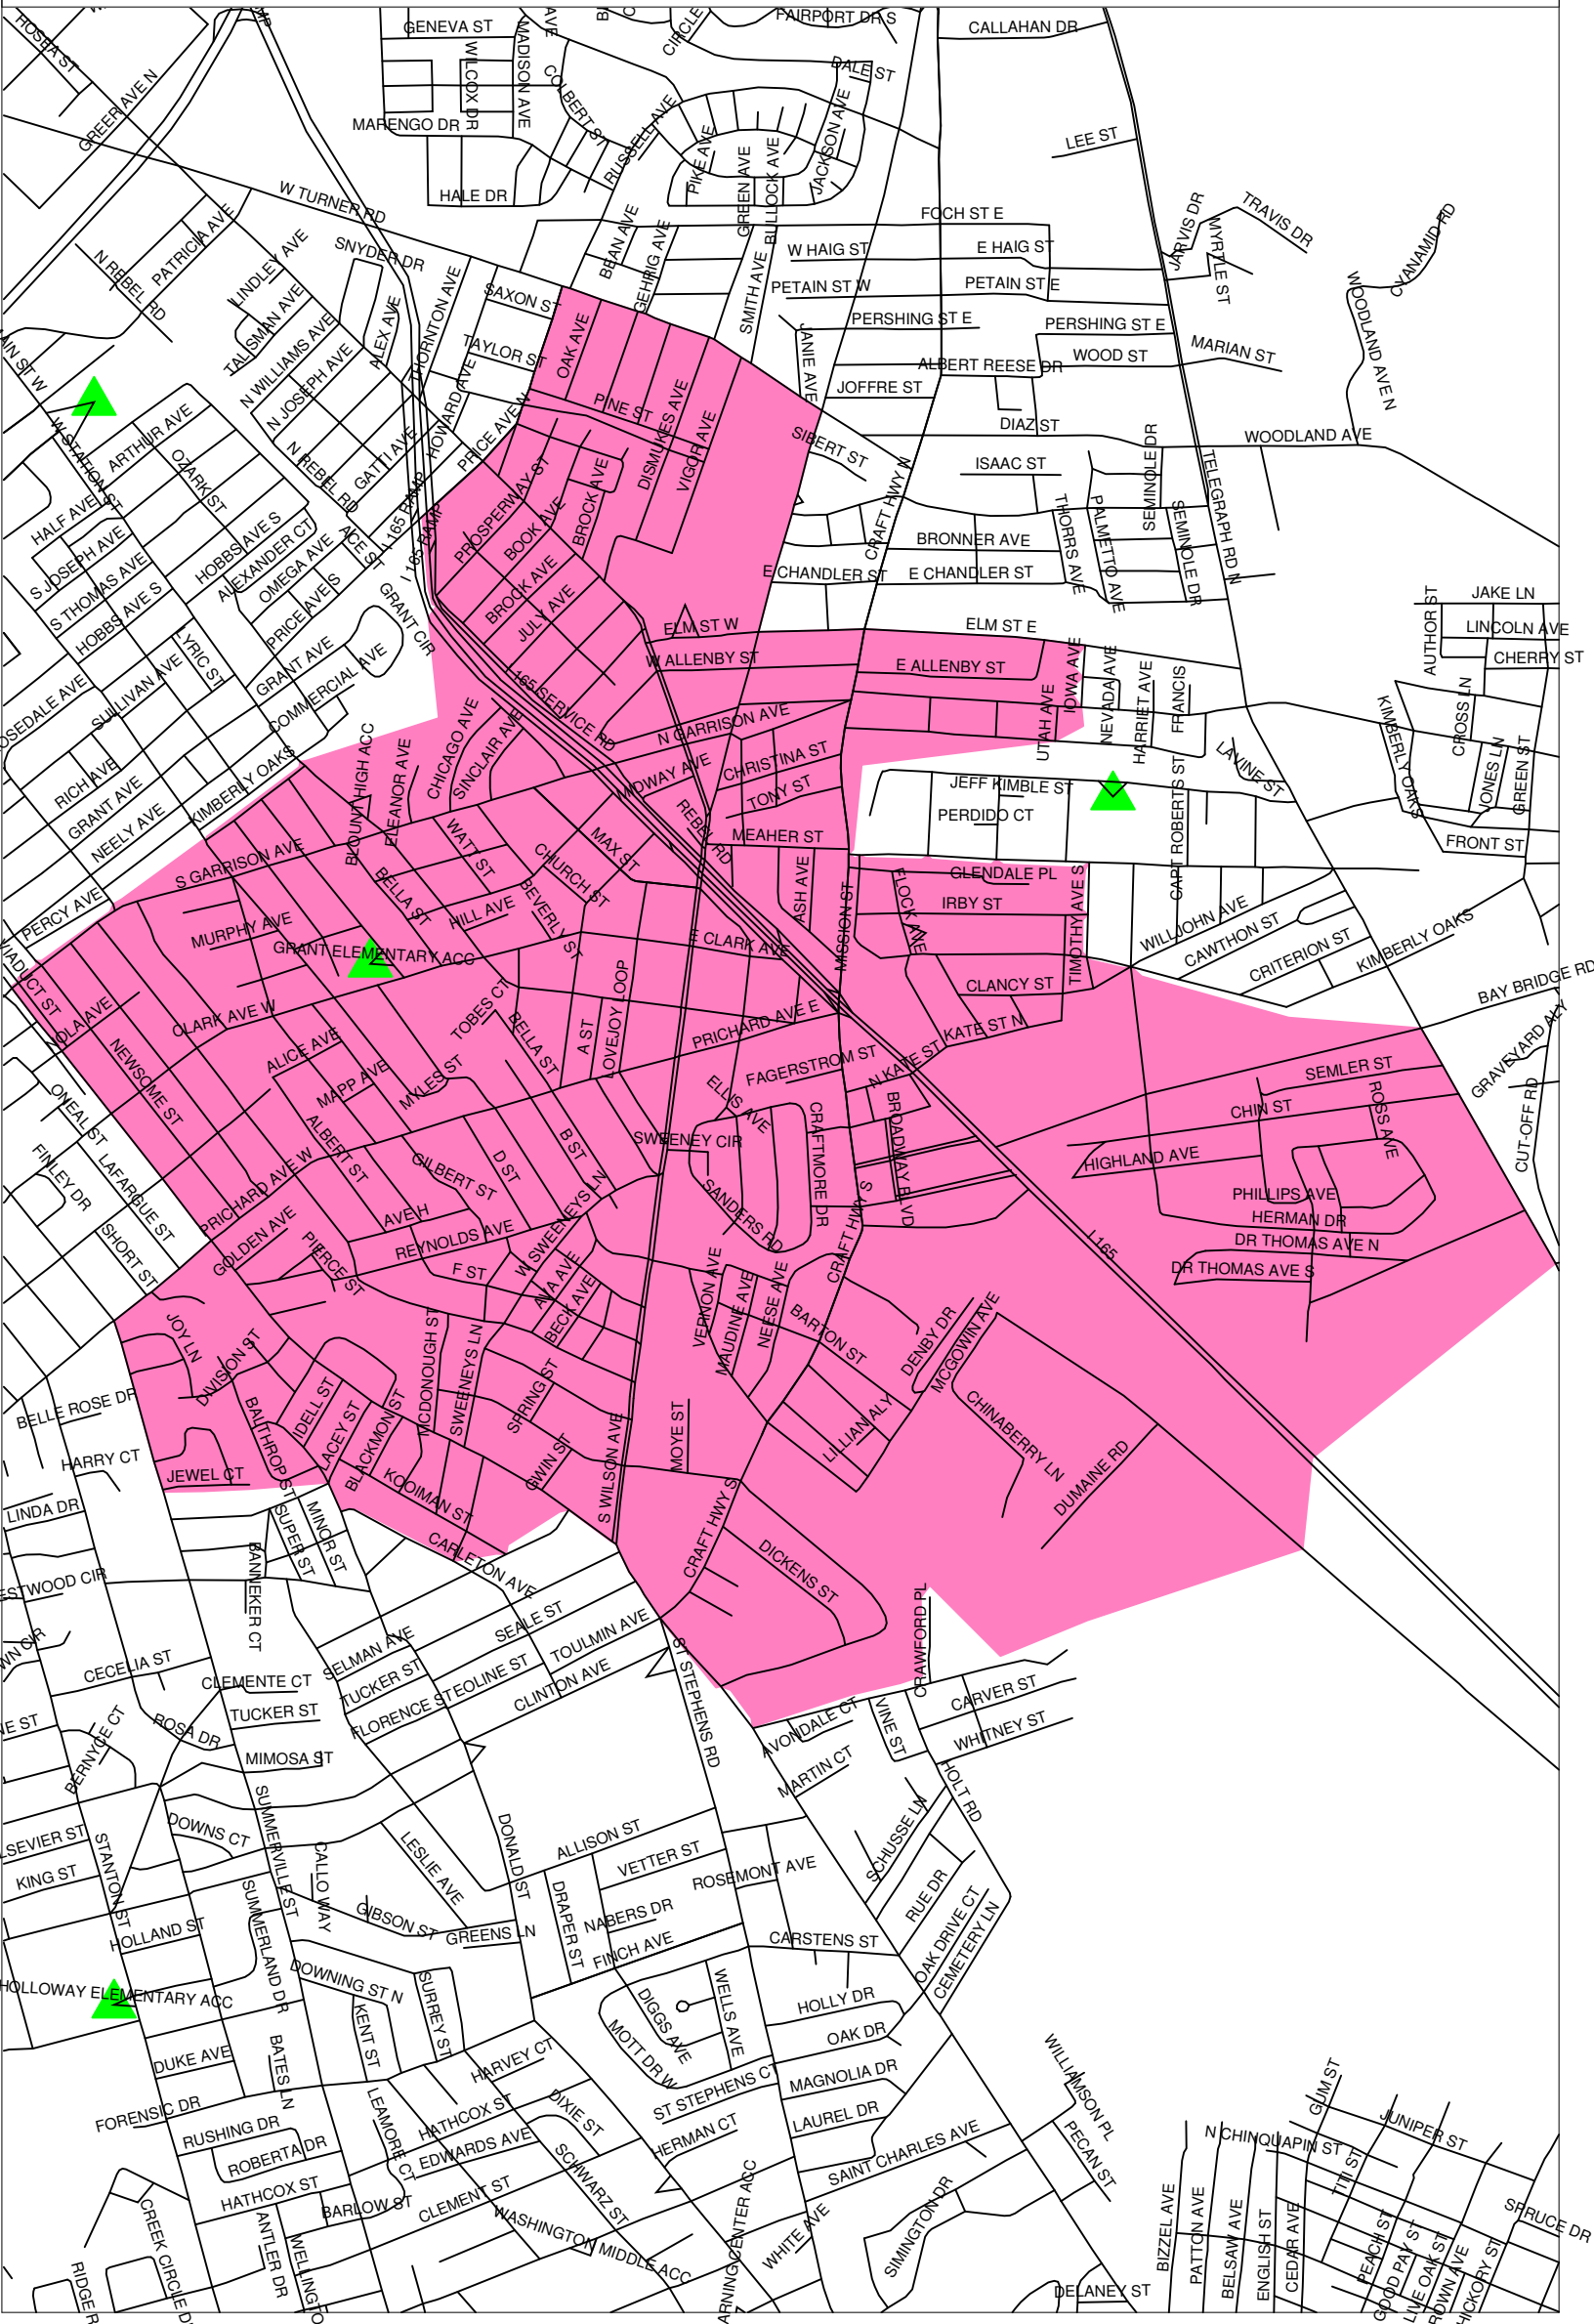 HOSEA ST
GREER AVE N
GENEVA ST
MADISON AVE
WILCOX DR
COLBERT ST
MARENGO DR
HALE DR
RUSSELL AVE
CIRCLE
FAIRPORT DR S
DALE ST
CALLAHAN DR
PIKE AVE
GREEN AVE
BULLOCK AVE
JACKSON AVE
LEE ST
W TURNER RD
SNYDER DR
PATRICIA AVE
N REBEL RD
LINDLEY AVE
TALISMAN AVE
N WILLIAMS AVE
N JOSEPH AVE
ALEX AVE
THORNTON AVE
SAXON ST
TAYLOR ST
HOWARD AVE
PRICE AVE N
OAK AVE
BEAN AVE
GEHRIG AVE
SMITH AVE
FOCH ST E
W HAIG ST
E HAIG ST
PETAIN ST W
PETAIN ST E
PERSHING ST E
PERSHING ST E
JANIE AVE
ALBERT REESE DR
WOOD ST
MARIAN ST
JOFFRE ST
DIAZ ST
JARVIS DR
MYRTLE ST
TRAVIS DR
CYANAMID RD
WOODLAND AVE N
WOODLAND AVE
SIBERT ST
ISAAC ST
CRAFT HWY N
SEMINOLE DR
SEMINOLE DR
TELEGRAPH RD N
THORRS AVE
PALMETTO AVE
BRONNER AVE
E CHANDLER ST
E CHANDLER ST
PINE ST
DISMUKES AVE
VIGOR AVE
PROSPERWAY ST
BOOK AVE
BROCK AVE
BROCK AVE
JULY AVE
W STATION ST
ARTHUR AVE
OZARK ST
N REBEL RD
GATTI AVE
I 165 RAMP
I 165 RAMP
ACE ST
HALF AVE
S JOSEPH AVE
S THOMAS AVE
HOBBS AVE S
HOBBS AVE S
ALEXANDER CT
OMEGA AVE
PRICE AVE S
GRANT CIR
LYRIC ST
GRANT AVE
COMMERCIAL AVE
SULLIVAN AVE
RICH AVE
GRANT AVE
NEELY AVE
KIMBERLY OAKS
PERCY AVE
ELM ST W
ELM ST E
W ALLENBY ST
E ALLENBY ST
I 165 SERVICE RD
N GARRISON AVE
MIDWAY AVE
CHRISTINA ST
TONY ST
REBEL RD
MEAHER ST
UTAH AVE
IOWA AVE
NEVADA AVE
HARRIET AVE
FRANCIS
LAVINE ST
JEFF KIMBLE ST
PERDIDO CT
CAPT ROBERTS ST
AUTHOR ST
JAKE LN
LINCOLN AVE
CHERRY ST
CROSS LN
KIMBERLY OAKS
JONES LN
GREEN ST
FRONT ST
BLOUNT HIGH ACC
ELEANOR AVE
CHICAGO AVE
SINCLAIR AVE
S GARRISON AVE
WATT ST
MAX ST
CHURCH ST
BEVERLY ST
BELLA ST
HILL AVE
MURPHY AVE
GRANT ELEMENTARY ACC
ASH AVE
MISSION ST
FLOCK AVE
GLENDALE PL
IRBY ST
TIMOTHY AVE S
CLANCY ST
WILLJOHN AVE
CAWTHON ST
CRITERION ST
KIMBERLY OAKS
BAY BRIDGE RD
GRAVEYARD ALY
CUT-OFF RD
VIADUCT ST
NOLA AVE
CLARK AVE W
E CLARK AVE
NEWSOME ST
ALICE AVE
MAPP AVE
MYLES ST
TOBES CT
BELLA ST
A ST
LOVEJOY LOOP
PRICHARD AVE E
FAGERSTROM ST
N KATE ST
KATE ST N
SEMLER ST
CHIN ST
ROSS AVE
HIGHLAND AVE
PHILLIPS AVE
HERMAN DR
DR THOMAS AVE N
DR THOMAS AVE S
I 165
ONEAL ST
FINLEY DR
LAFARGUE ST
SHORT ST
PRICHARD AVE W
ALBERT ST
GILBERT ST
D ST
B ST
ELLIS AVE
SWEENEY CIR
CRAFTMORE DR
BROADWAY BLVD
SANDERS RD
GOLDEN AVE
AVE H
REYNOLDS AVE
PIERCE ST
F ST
W SWEENEYS LN
AVA AVE
BECK AVE
CRAFT HWY S
VERNON AVE
MAUDINE AVE
NEESE AVE
BARTON ST
DENBY DR
MCGOWIN AVE
LILLIAN ALY
CHINABERRY LN
DUMAINE RD
JOY LN
DIVISION ST
BALTHROP ST
IDELL ST
LACEY ST
BLACKMON ST
MCDONOUGH ST
SWEENEYS LN
SPRING ST
GWIN ST
S WILSON AVE
MOYE ST
CRAFT HWY S
DICKENS ST
KOOIMAN ST
CARLETON AVE
BELLE ROSE DR
HARRY CT
JEWEL CT
LINDA DR
SUPER ST
MINOR ST
BANNEKER CT
CECELIA ST
CLEMENTE CT
SELMAN AVE
TUCKER ST
TUCKER ST
FLORENCE ST
EOLINE ST
SEALE ST
TOULMIN AVE
CLINTON AVE
ST STEPHENS RD
CRAWFORD PL
CARVER ST
WHITNEY ST
VINE ST
AVONDALE CT
MARTIN CT
HOLT RD
SCHUSSE LN
ROSA DR
BERNYCE CT
MIMOSA ST
DOWNS CT
SUMMERVILLE ST
CALLO WAY
LESLIE AVE
DONALD ST
ALLISON ST
VETTER ST
ROSEMONT AVE
DRAPER ST
NABERS DR
FINCH AVE
CARSTENS ST
RUE DR
OAK DRIVE CT
CEMETERY LN
KING ST
STANTON ST
HOLLAND ST
SUMMERLAND DR
GIBSON ST
GREENS LN
DOWNING ST N
SURREY ST
KENT ST
HOLLOWAY ELEMENTARY ACC
DUKE AVE
BATES LN
DIGGS AVE
MOTT DR W
WELLS AVE
HOLLY DR
OAK DR
MAGNOLIA DR
LAUREL DR
ST STEPHENS CT
HERMAN CT
HARVEY CT
HATHCOX ST
DIXIE ST
EDWARDS AVE
LEAMORE CT
SCHWARZ ST
FORENSIC DR
RUSHING DR
ROBERTA DR
HATHCOX ST
BARLOW ST
CLEMENT ST
WASHINGTON MIDDLE ACC
ANTLER DR
WELLINGTO
CREEK CIRCLE D
RIDGE R
ARNING CENTER ACC
WHITE AVE
SAINT CHARLES AVE
SIMINGTON DR
WILLIAMSON PL
PECAN ST
DELANEY ST
BIZZEL AVE
PATTON AVE
BELSAW AVE
ENGLISH ST
CEDAR AVE
N CHINQUAPIN ST
GUM ST
JUNIPER ST
TITI ST
PEACH ST
GOOD PAY ST
LIVE OAK ST
ROWN AVE
HICKORY ST
SPRUCE DR